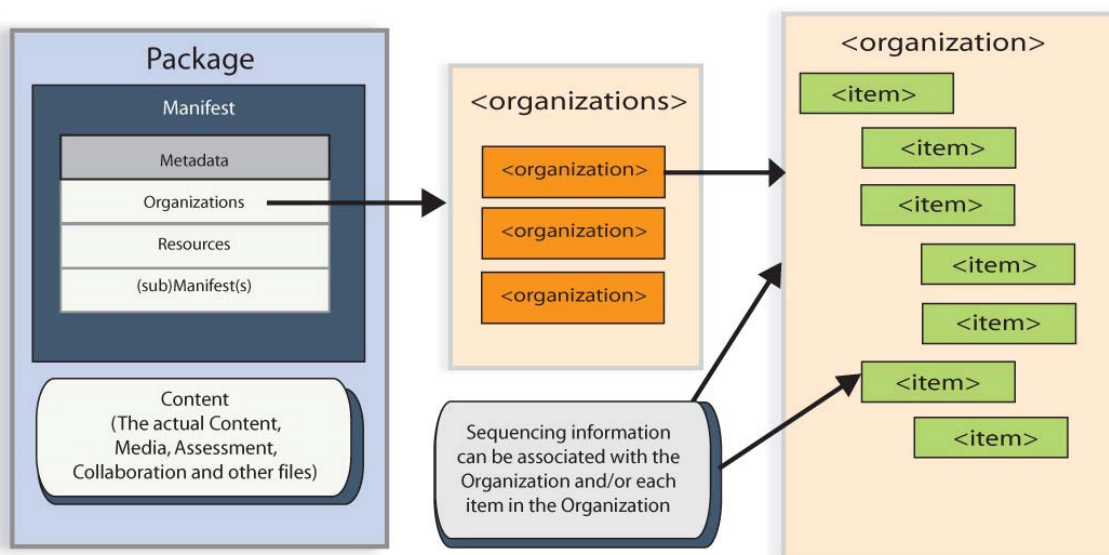 Package
Manifest
Metadata
Organizations
Resources
(sub)Manifest(s)
Content
(The actual Content,
Media, Assessment,
Collaboration and other files)
<organizations>
<organization>
<organization>
<organization>
Sequencing information
can be associated with the
Organization and/or each
item in the Organization
<organization>
<item>
<item>
<item>
<item>
<item>
<item>
<item>